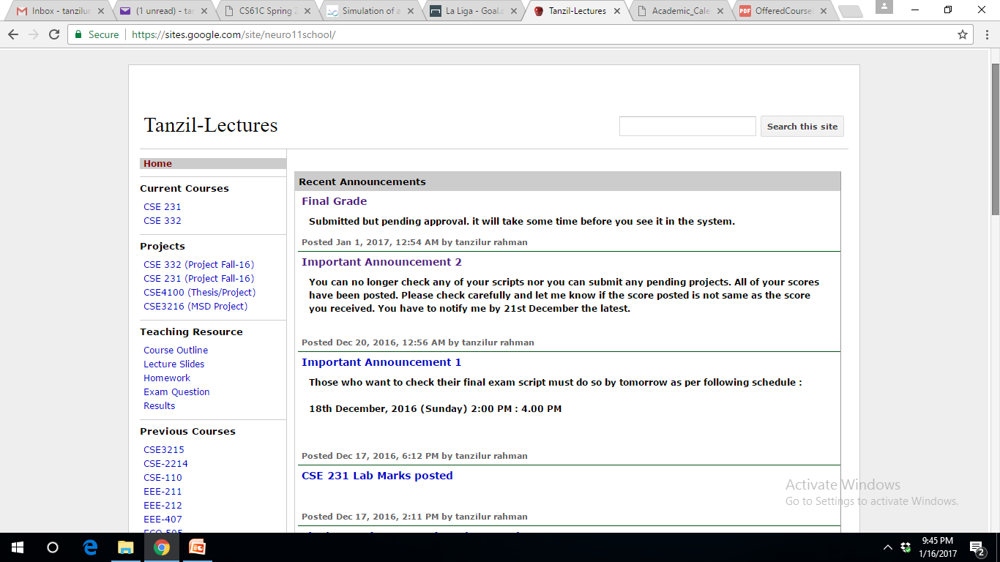 Inbox - tanzilur
(1 unread) - tan
CS61C Spring 2
Simulation of a
La Liga - Goal.c
Tanzil-Lectures
Academic_Cale
OfferedCourse
Secure
https://sites.google.com/site/neuro11school/
Tanzil-Lectures
Search this site
Home
Current Courses
CSE 231
CSE 332
Projects
CSE 332 (Project Fall-16)
CSE 231 (Project Fall-16)
CSE4100 (Thesis/Project)
CSE3216 (MSD Project)
Teaching Resource
Course Outline
Lecture Slides
Homework
Exam Question
Results
Previous Courses
CSE3215
CSE-2214
CSE-110
EEE-211
EEE-212
EEE-407
Recent Announcements
Final Grade
Submitted but pending approval. it will take some time before you see it in the system.
Posted Jan 1, 2017, 12:54 AM by tanzilur rahman
Important Announcement 2
You can no longer check any of your scripts nor you can submit any pending projects. All of your scores
have been posted. Please check carefully and let me know if the score posted is not same as the score
you received. You have to notify me by 21st December the latest.
Posted Dec 20, 2016, 12:56 AM by tanzilur rahman
Important Announcement 1
Those who want to check their final exam script must do so by tomorrow as per following schedule :
18th December, 2016 (Sunday) 2:00 PM : 4.00 PM
Posted Dec 17, 2016, 6:12 PM by tanzilur rahman
CSE 231 Lab Marks posted
Posted Dec 17, 2016, 2:11 PM by tanzilur rahman
Activate Windows
Go to Settings to activate Windows.
9:45 PM
1/16/2017
2